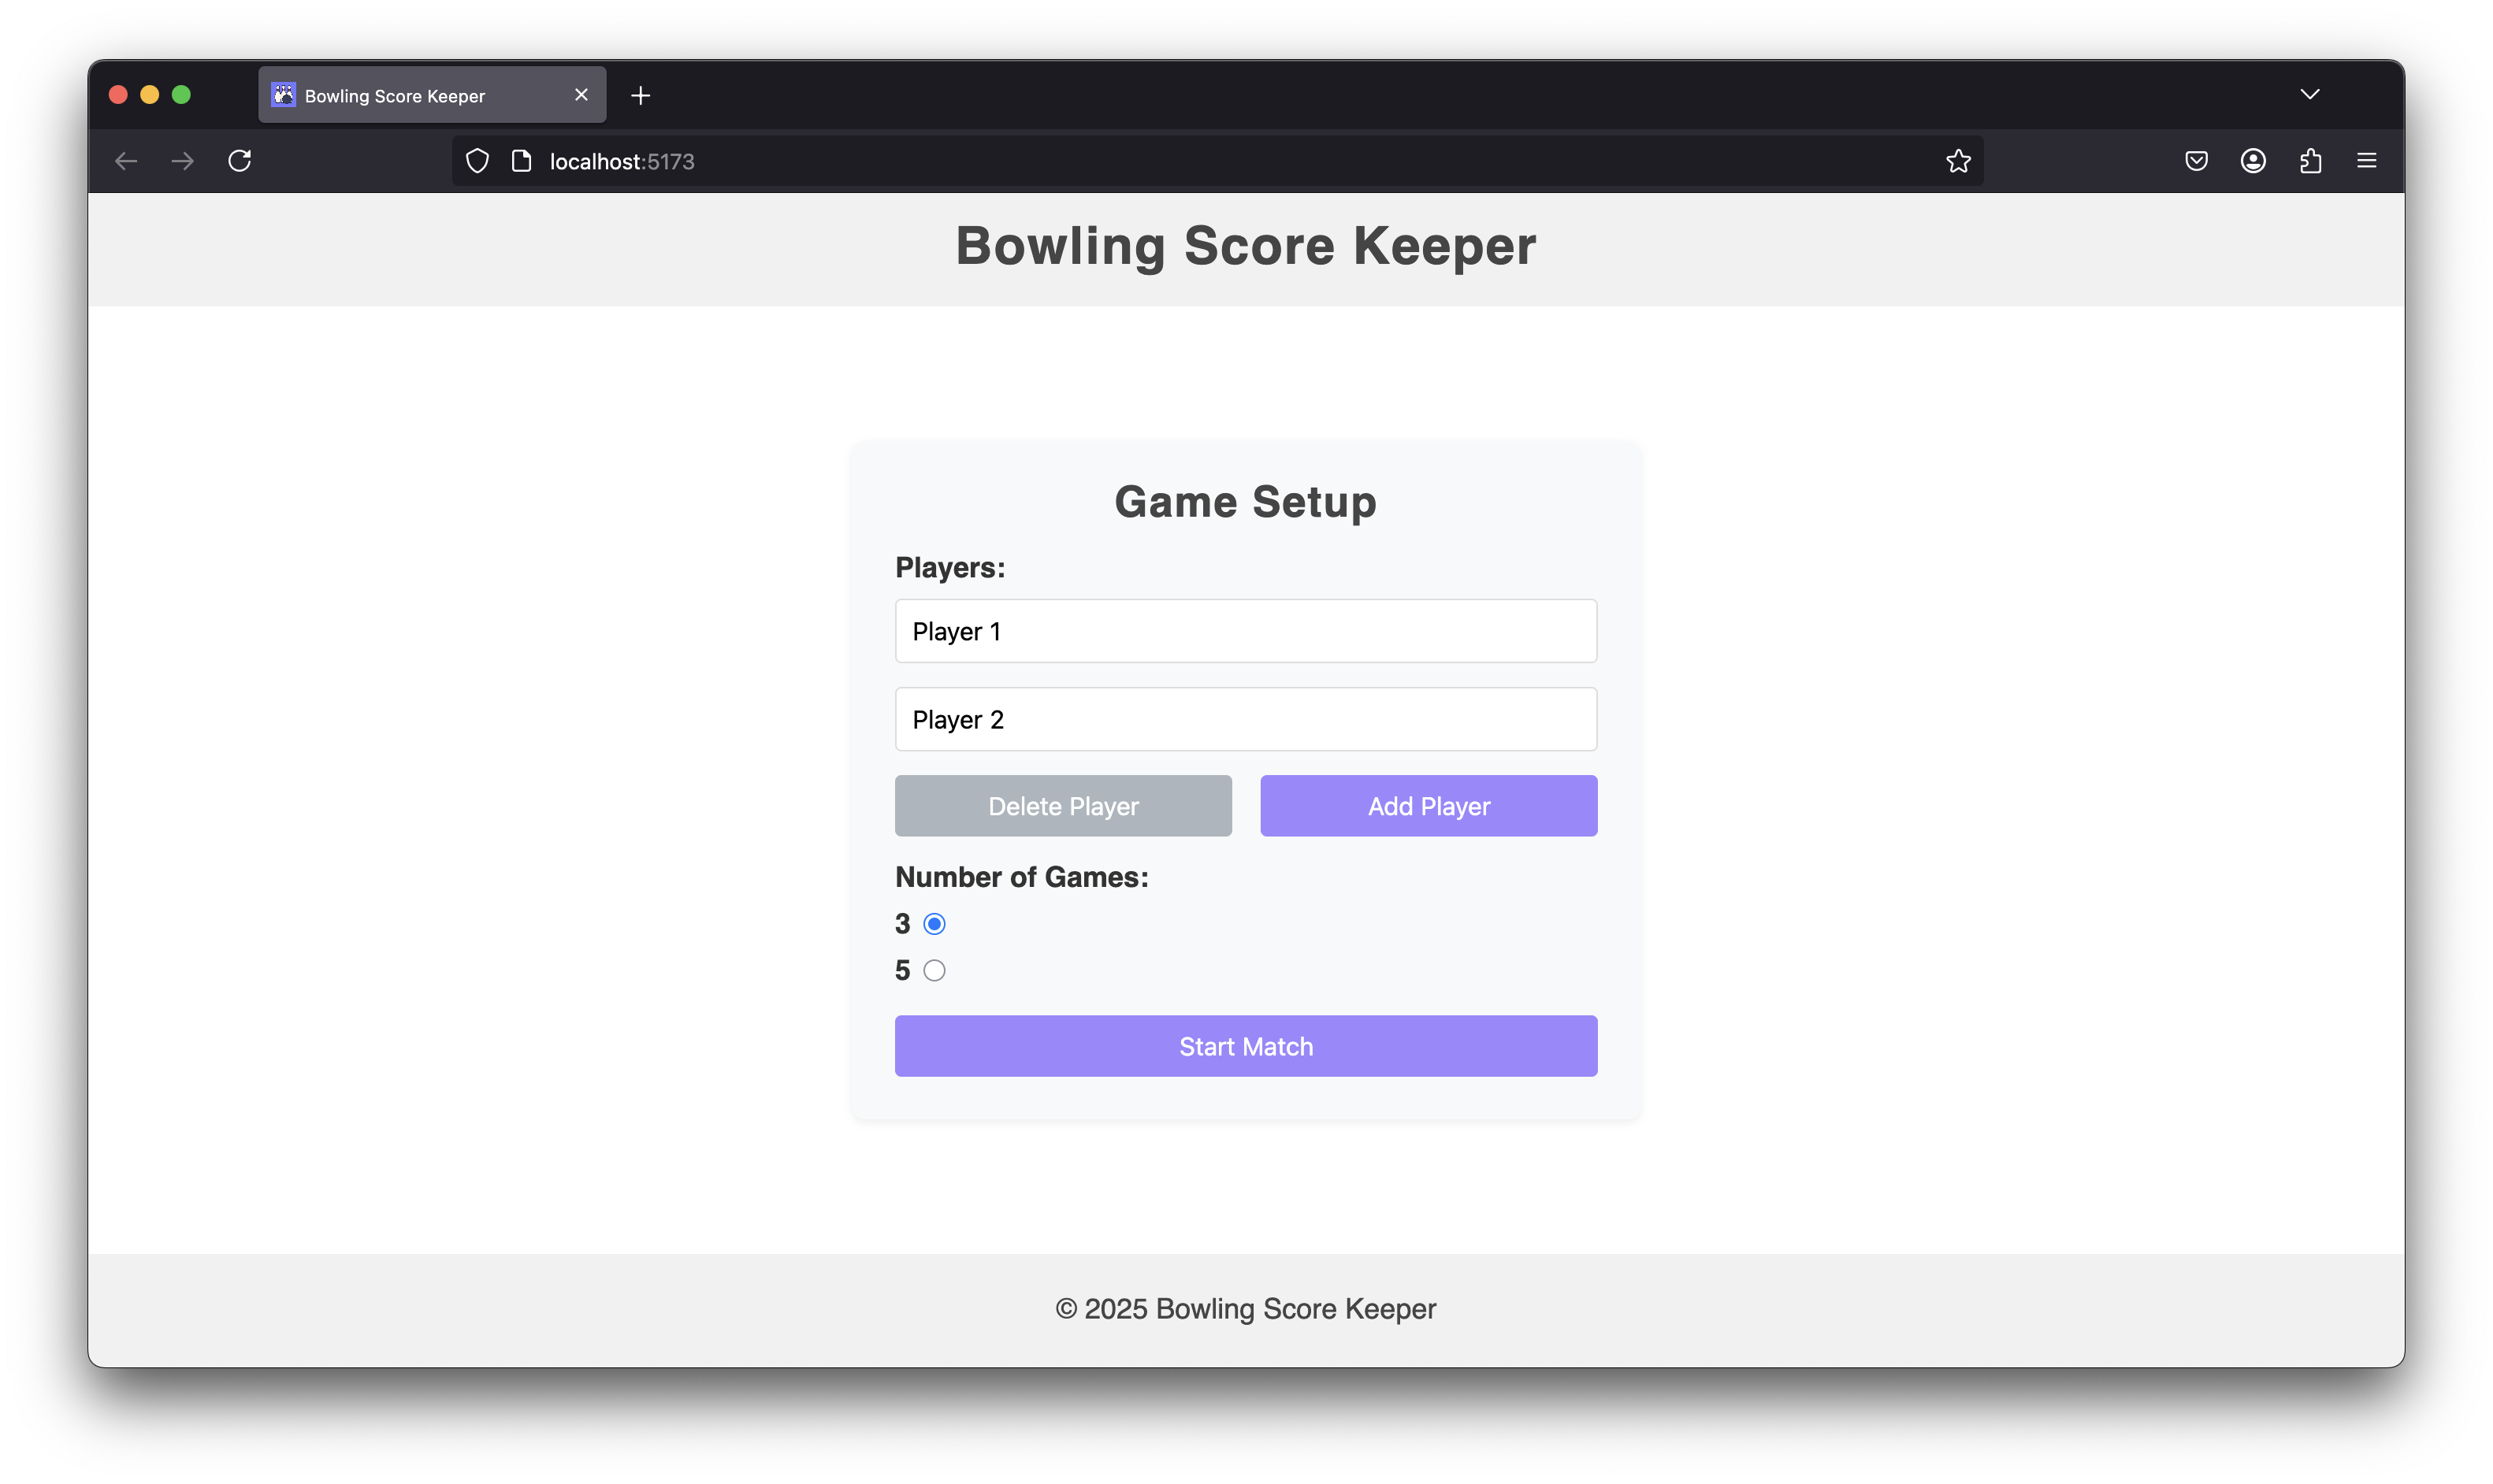 Bowling Score Keeper
localhost:5173
Bowling Score Keeper
Game Setup
Players:
Player 1
Player 2
Delete Player Add Player
Number of Games:
3
5
Start Match
© 2025 Bowling Score Keeper